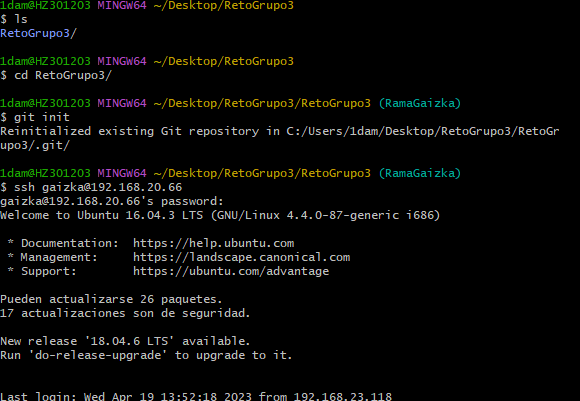 1dam@HZ301203 MINGW64 ~/Desktop/RetoGrupo3
$ ls
RetoGrupo3/
1dam@HZ301203 MINGW64 ~/Desktop/RetoGrupo3
$ cd RetoGrupo3/
1dam@HZ301203 MINGW64 ~/Desktop/RetoGrupo3/RetoGrupo3 (RamaGaizka)
$ git init
Reinitialized existing Git repository in C:/Users/1dam/Desktop/RetoGrupo3/RetoGr
upo3/.git/
1dam@HZ301203 MINGW64 ~/Desktop/RetoGrupo3/RetoGrupo3 (RamaGaizka)
$ ssh gaizka@192.168.20.66
gaizka@192.168.20.66's password:
Welcome to Ubuntu 16.04.3 LTS (GNU/Linux 4.4.0-87-generic i686)
* Documentation: https://help.ubuntu.com
* Management: https://landscape.canonical.com
* Support: https://ubuntu.com/advantage
Pueden actualizarse 26 paquetes.
17 actualizaciones son de seguridad.
New release '18.04.6 LTS' available.
Run 'do-release-upgrade' to upgrade to it.
Last login: Wed Apr 19 13:52:18 2023 from 192.168.23.118